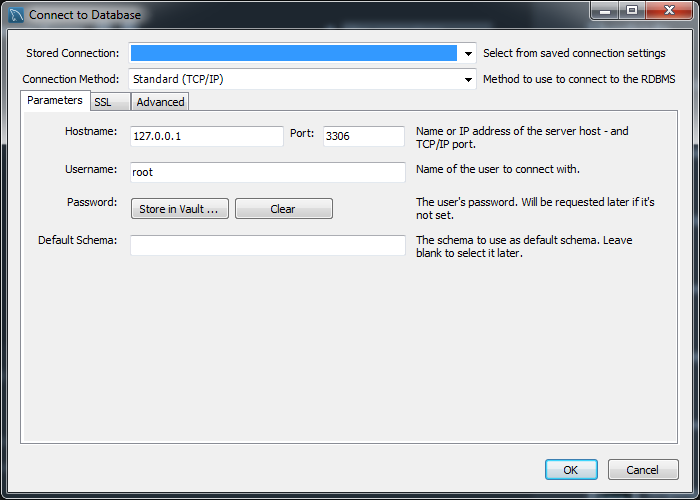 Connect to Database
Stored Connection: Select from saved connection settings
Connection Method: Standard (TCP/IP) Method to use to connect to the RDBMS
Parameters SSL Advanced
Hostname: 127.0.0.1 Port: 3306 Name or IP address of the server host - and
TCP/IP port.
Username: root Name of the user to connect with.
Password: Store in Vault ... Clear The user's password. Will be requested later if it's
not set.
Default Schema: The schema to use as default schema. Leave
blank to select it later.
OK Cancel